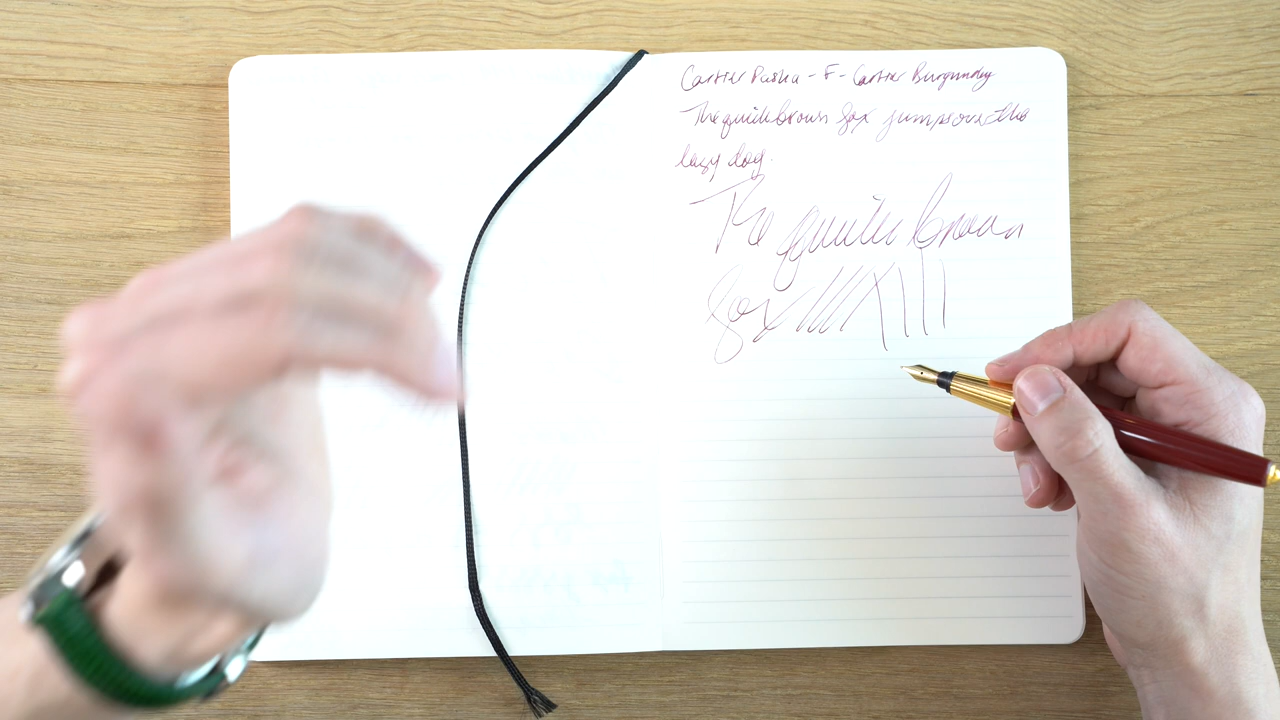 Cartier Pasha - F - Cartier Burgundy
The quick brown fox jumps over the
lazy dog.
The quick brown
fox